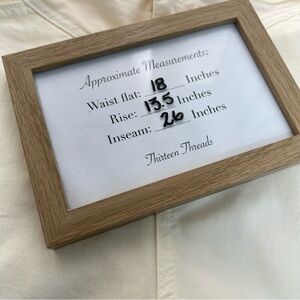 Approximate Measurements:
Waist flat: 18 Inches
Rise: 13.5 Inches
Inseam: 26 Inches
Thirteen Threads